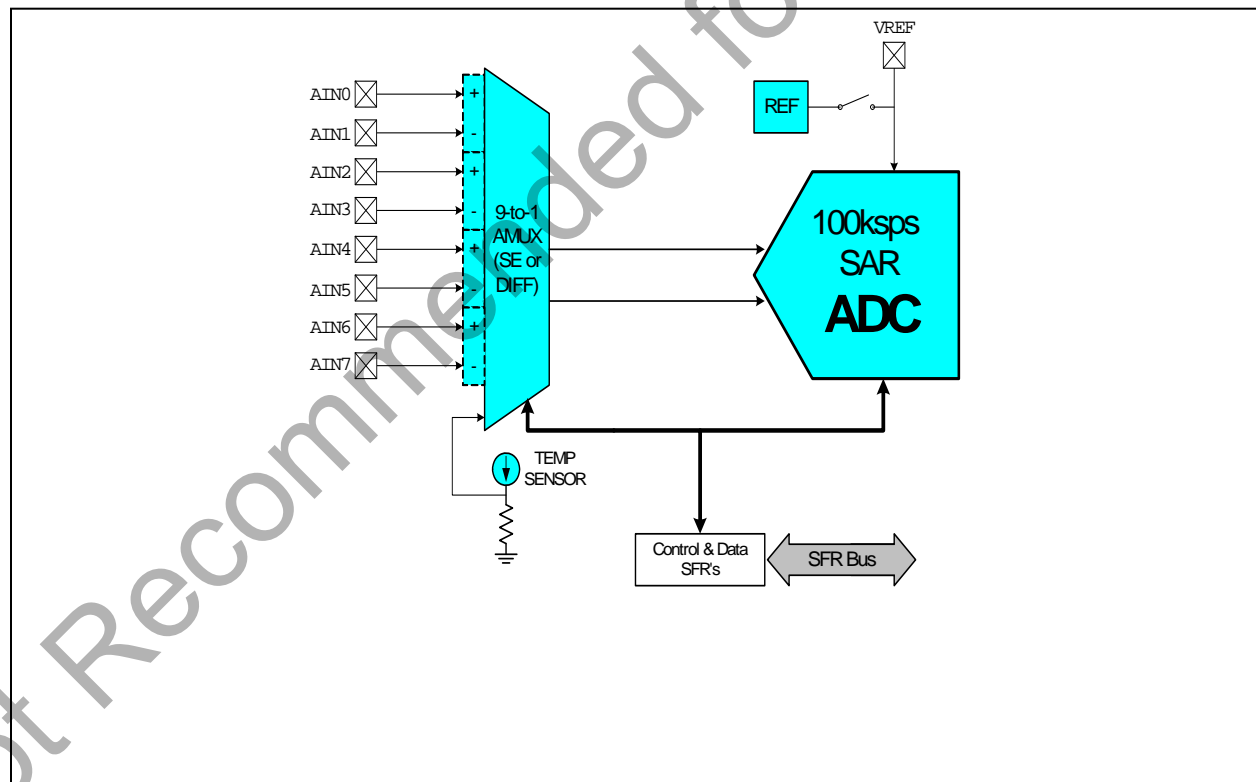 VREF
AIN0
+
REF
AIN1
-
AIN2
+
AIN3
-
AIN4
+
AIN5
-
AIN6
+
AIN7
-
9-to-1
AMUX
(SE or
DIFF)
100ksps
SAR
ADC
TEMP
SENSOR
Control & Data
SFR's
SFR Bus
Recommended